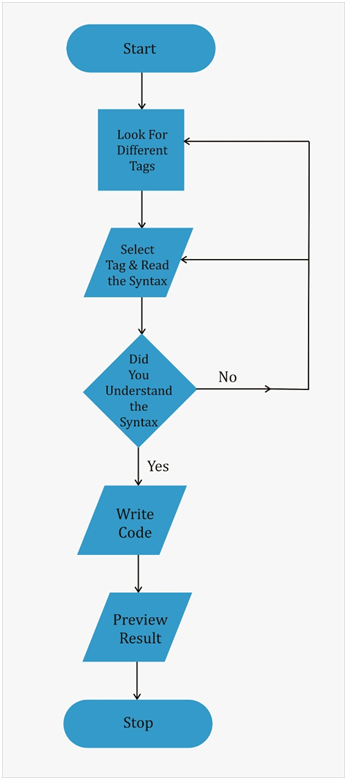 Start
Look For
Different
Tags
Select
Tag & Read
the Syntax
Did
You
Understand
the
Syntax
No
Yes
Write
Code
Preview
Result
Stop